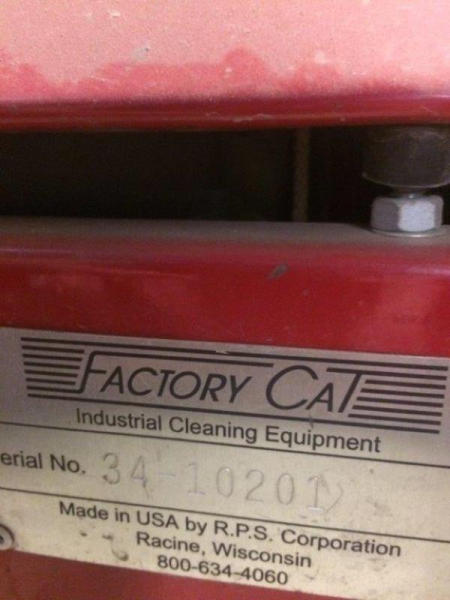 FACTORY CAT
Industrial Cleaning Equipment
erial No. 34-10201
Made in USA by R.P.S. Corporation
Racine, Wisconsin
800-634-4060